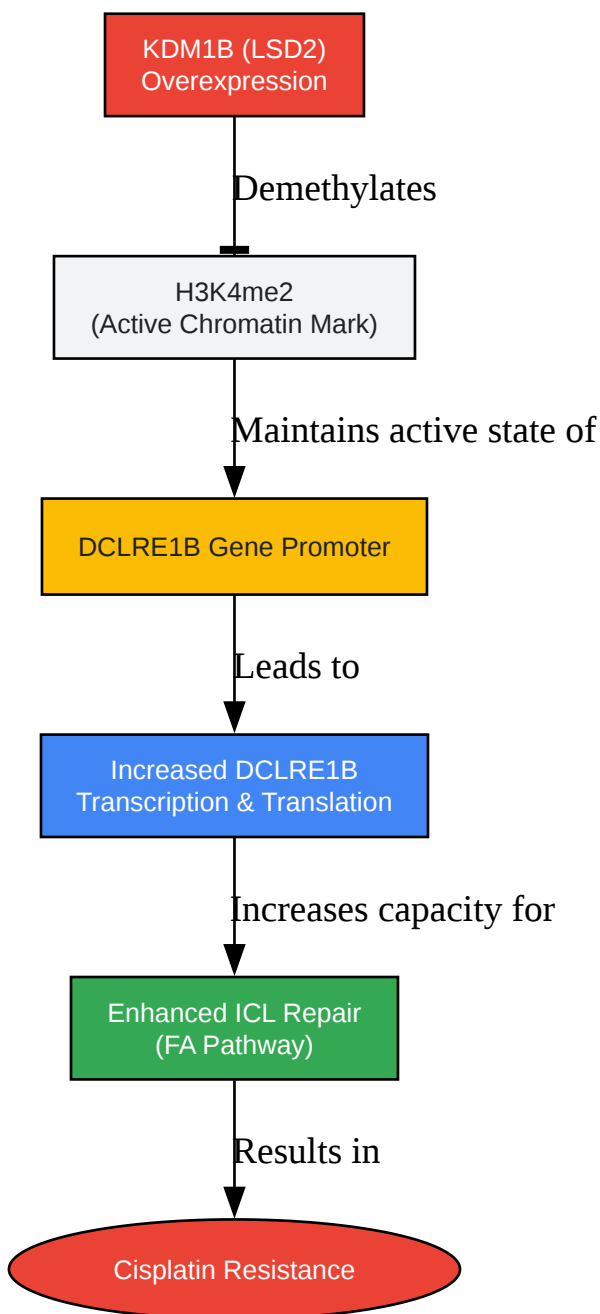 KDM1B (LSD2)
Overexpression
Demethylates
H3K4me2
(Active Chromatin Mark)
Maintains active state of
DCLRE1B Gene Promoter
Leads to
Increased DCLRE1B
Transcription & Translation
Increases capacity for
Enhanced ICL Repair
(FA Pathway)
Results in
Cisplatin Resistance